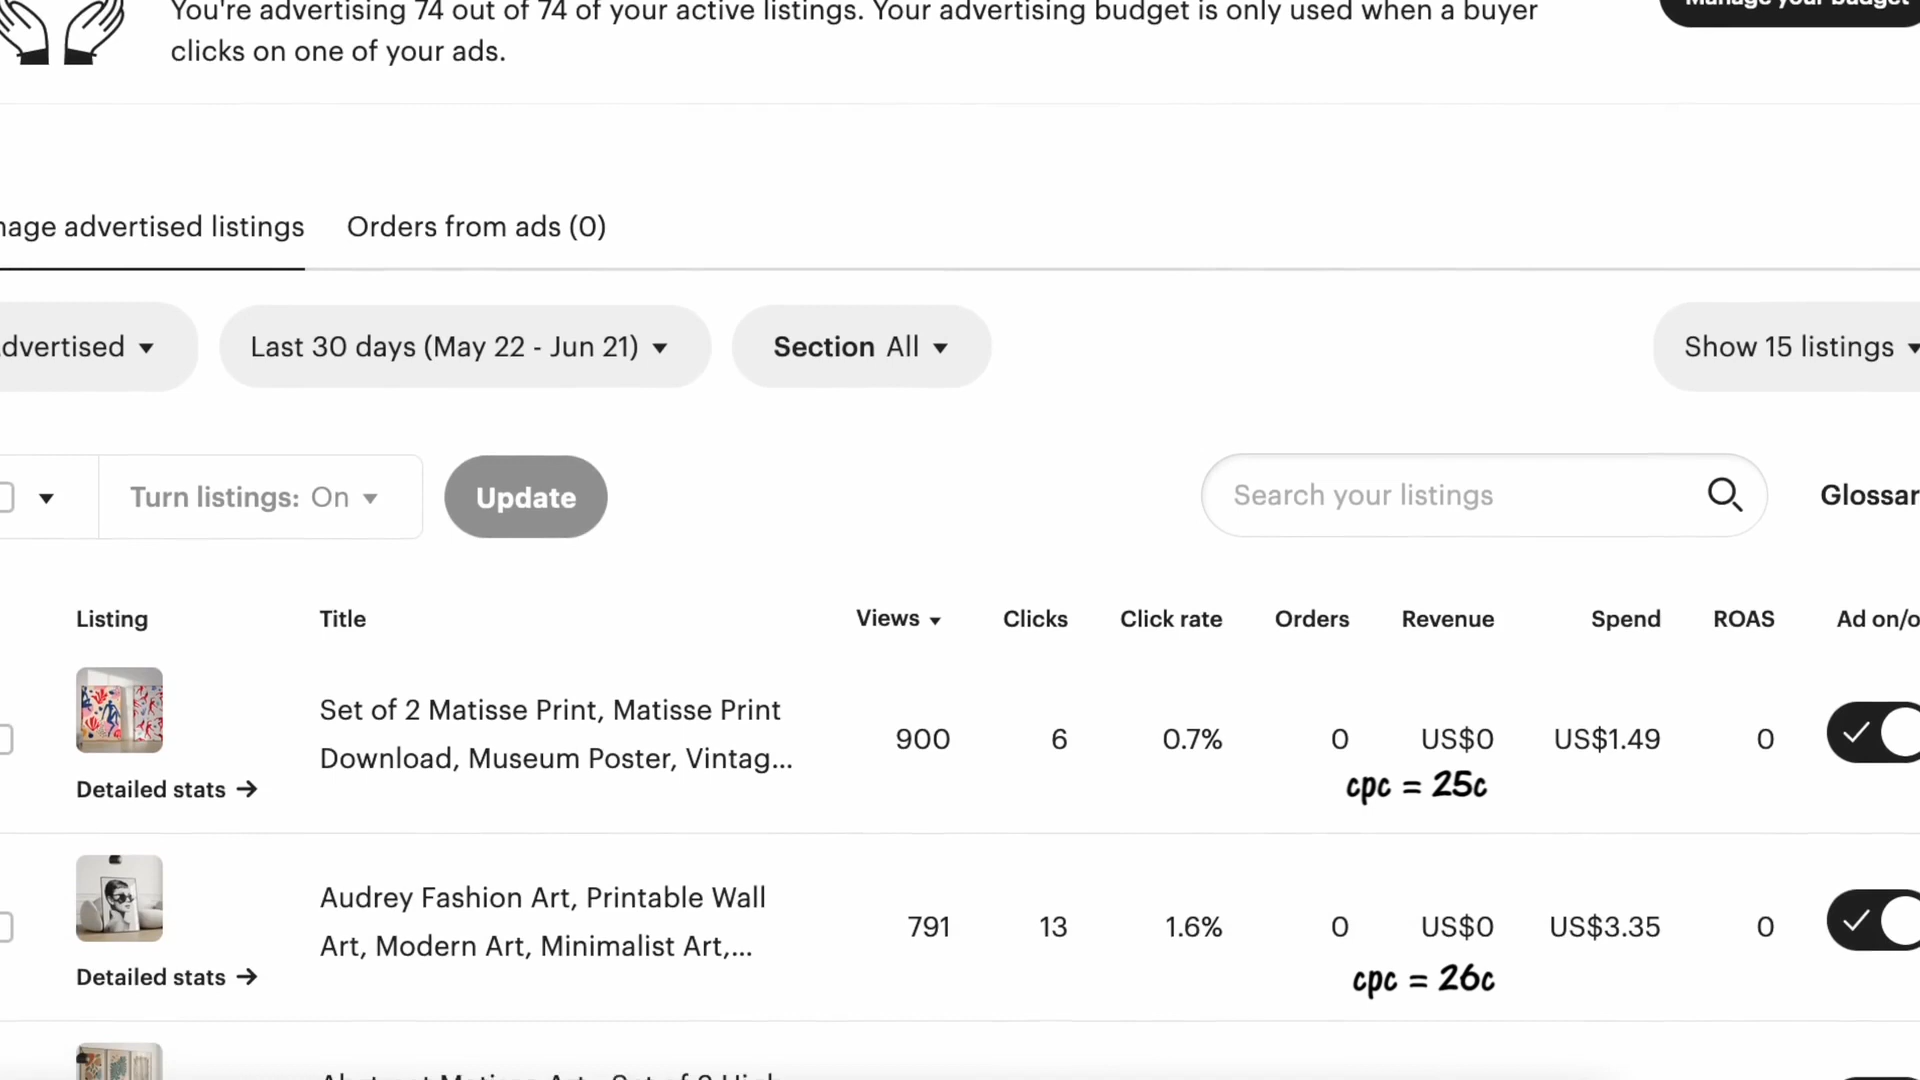 You're advertising 74 out of 74 of your active listings. Your advertising budget is only used when a buyer
clicks on one of your ads.
Manage your budget
nage advertised listings Orders from ads (0)
dvertised Last 30 days (May 22 - Jun 21) Section All Show 15 listings
Turn listings: On Update Search your listings Glossar
Listing Title Views Clicks Click rate Orders Revenue Spend ROAS Ad on/o
Set of 2 Matisse Print, Matisse Print
Download, Museum Poster, Vintag...
900 6 0.7% 0 US$0 US$1.49 0
cpc = 25c
Detailed stats →
Audrey Fashion Art, Printable Wall
Art, Modern Art, Minimalist Art,...
791 13 1.6% 0 US$0 US$3.35 0
cpc = 26c
Detailed stats →